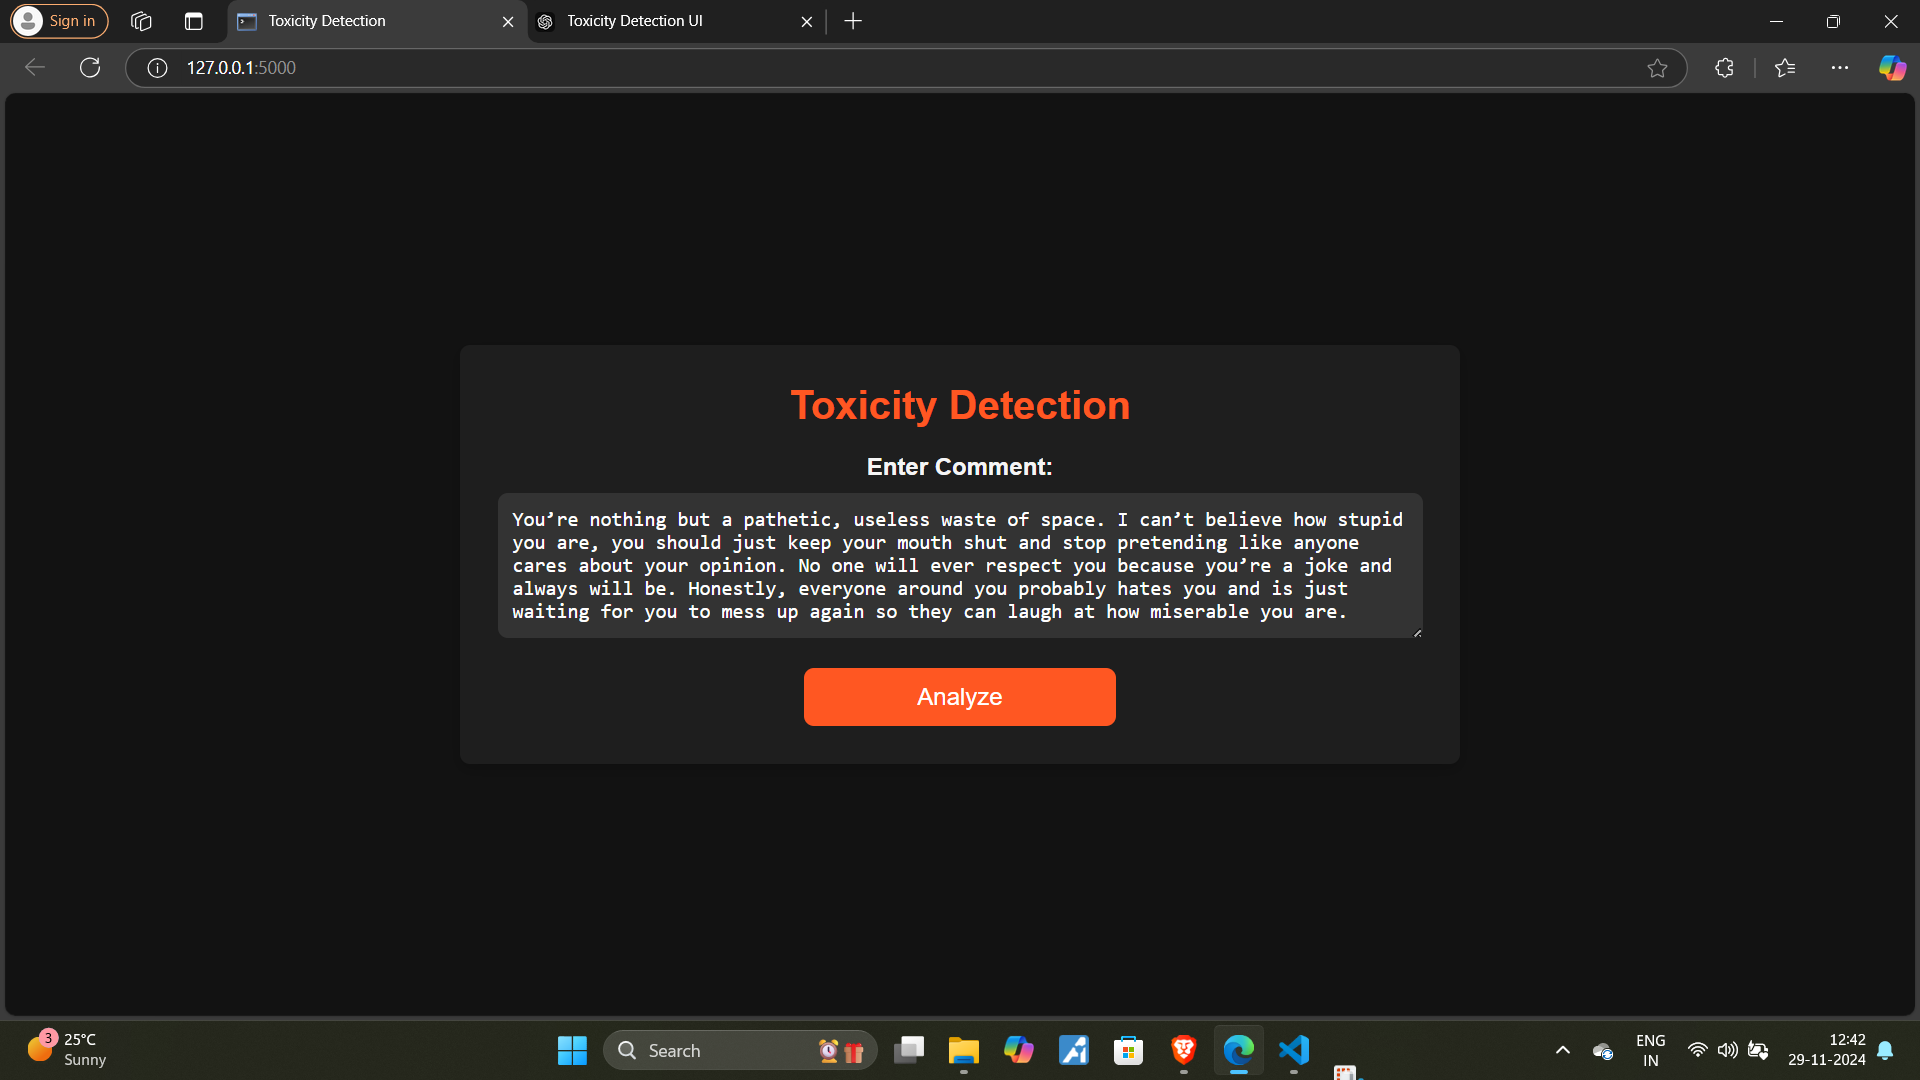 Sign in
Toxicity Detection
Toxicity Detection UI
127.0.0.1:5000
Toxicity Detection
Enter Comment:
You’re nothing but a pathetic, useless waste of space. I can’t believe how stupid
you are, you should just keep your mouth shut and stop pretending like anyone
cares about your opinion. No one will ever respect you because you’re a joke and
always will be. Honestly, everyone around you probably hates you and is just
waiting for you to mess up again so they can laugh at how miserable you are.
Analyze
3
25°C
Sunny
Search
ENG
IN
12:42
29-11-2024